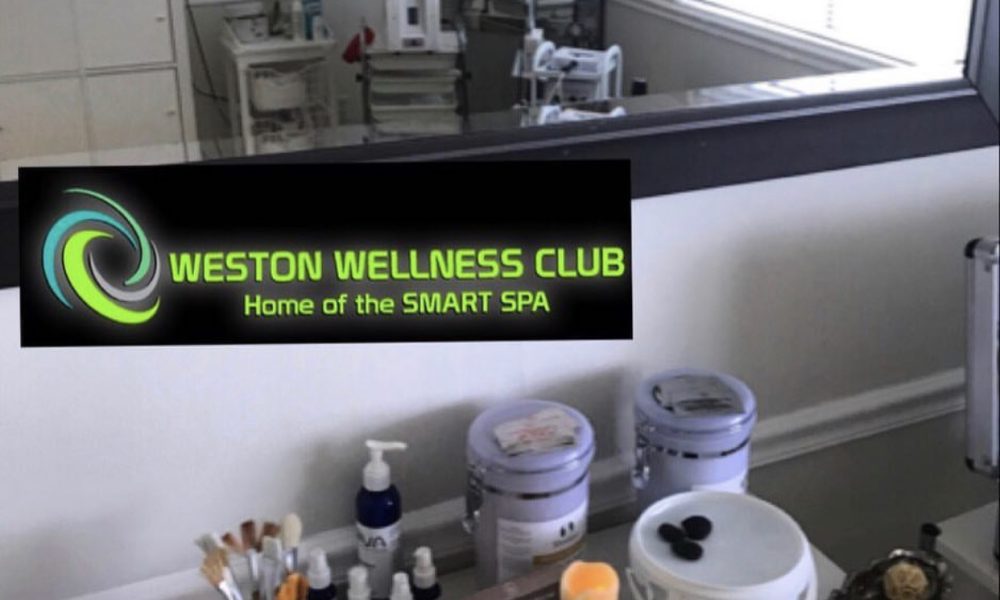 WESTON WELLNESS CLUB
Home of the SMART SPA